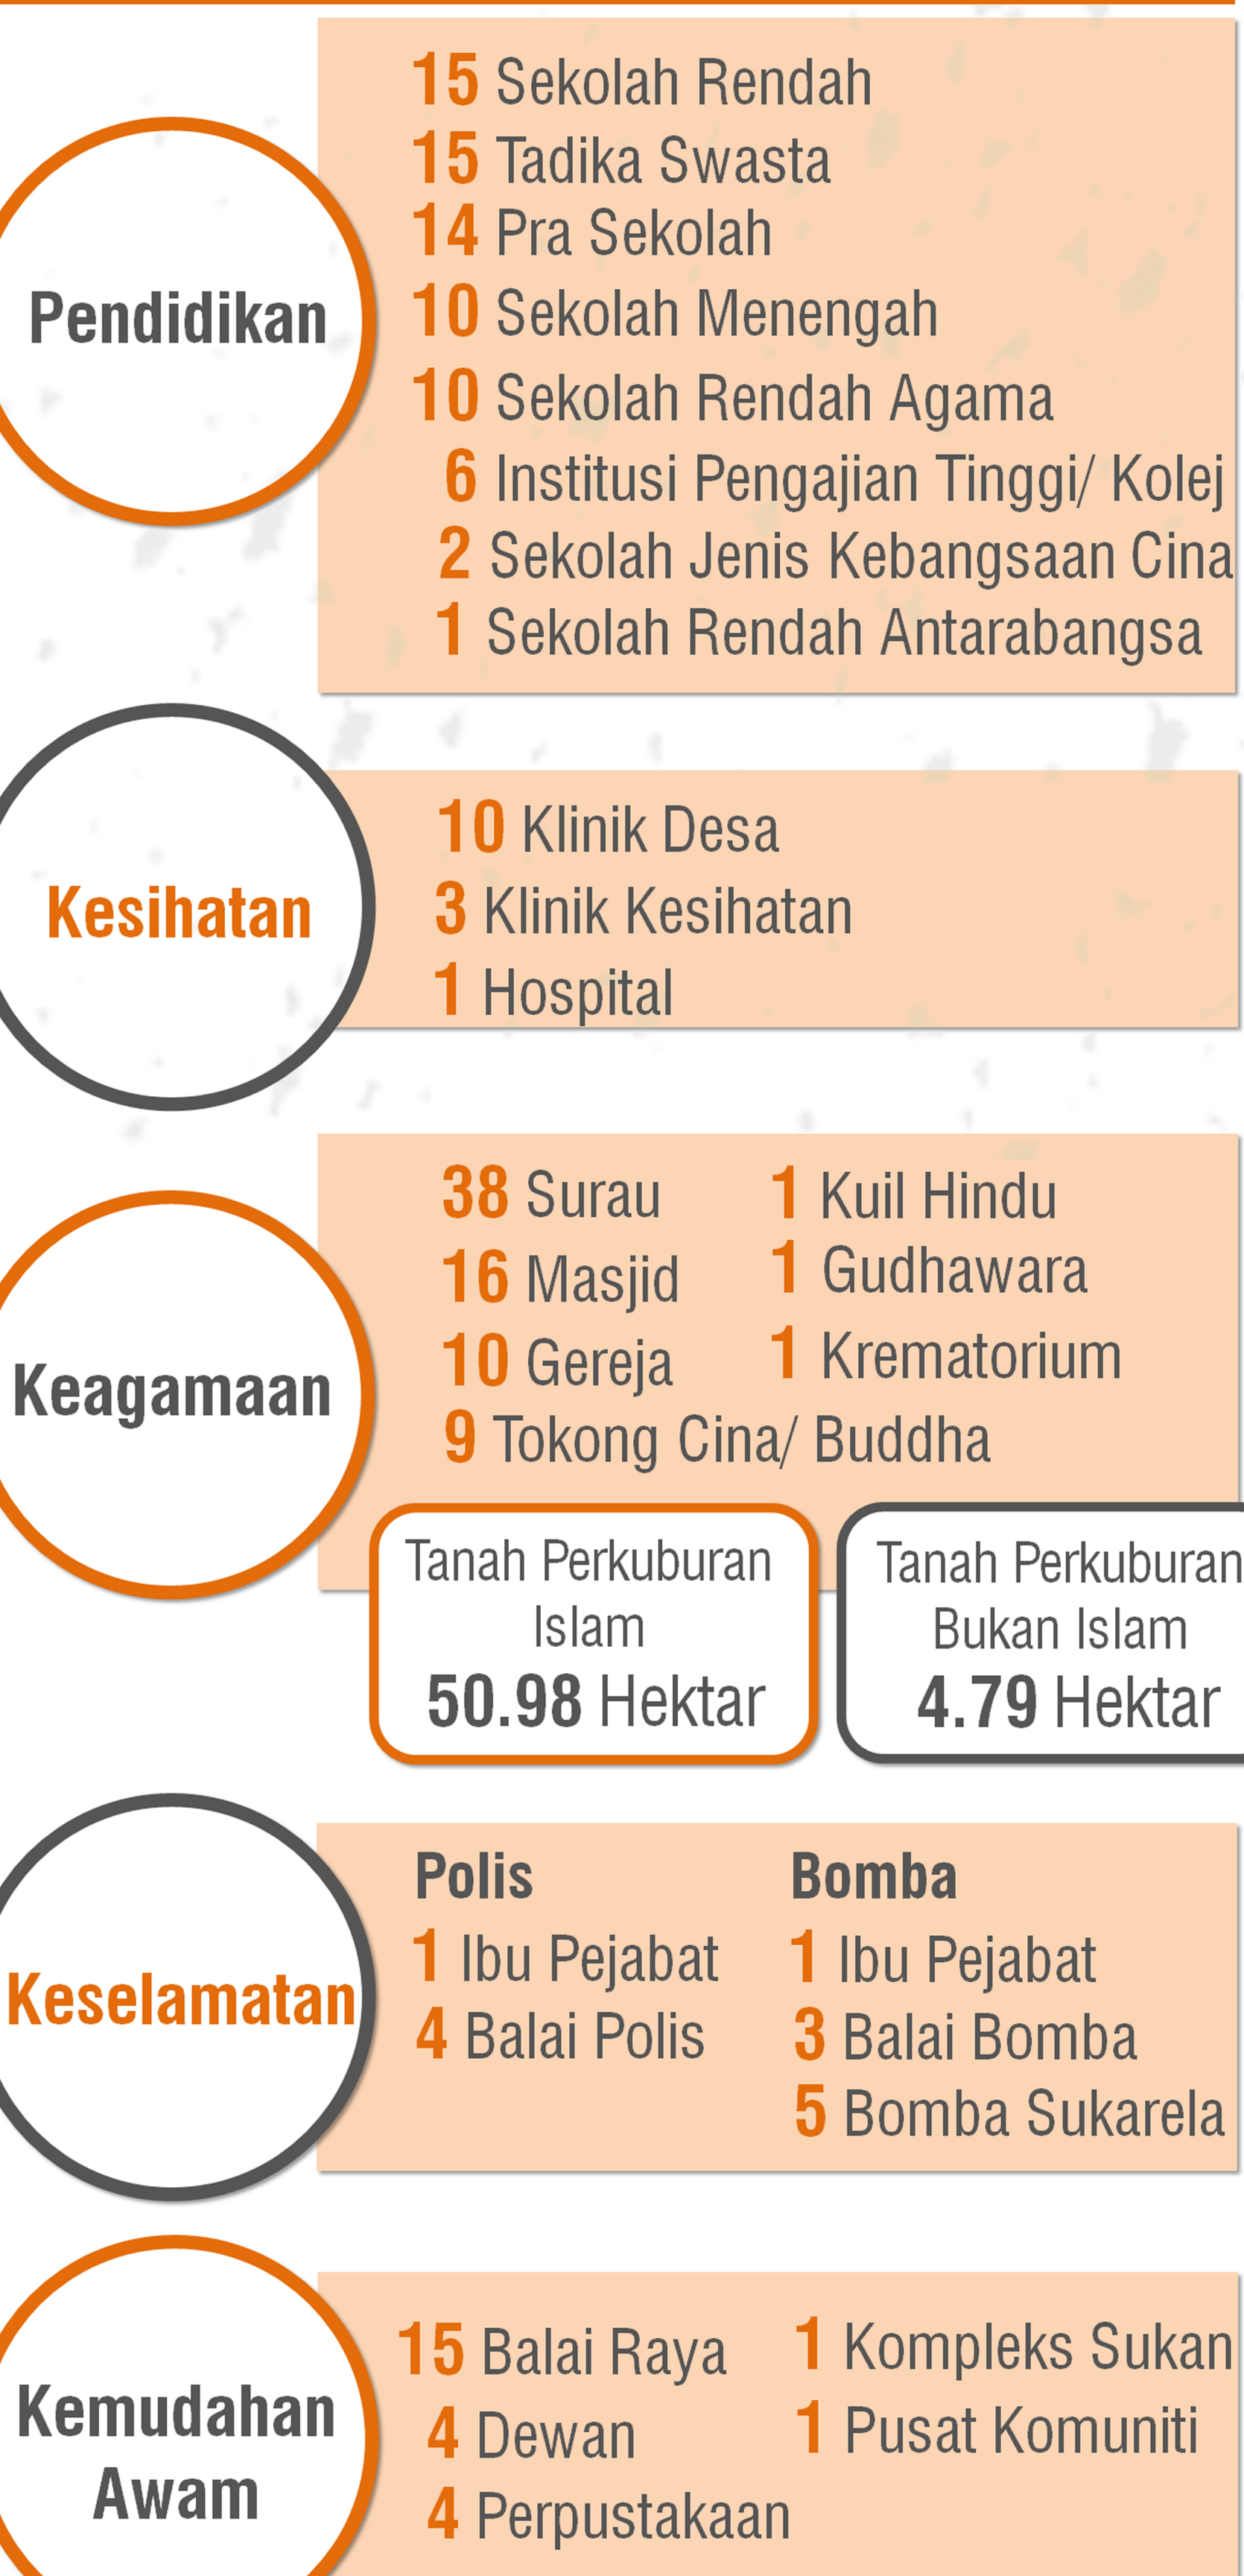 Pendidikan
15 Sekolah Rendah
15 Tadika Swasta
14 Pra Sekolah
10 Sekolah Menengah
10 Sekolah Rendah Agama
6 Institusi Pengajian Tinggi/ Kolej
2 Sekolah Jenis Kebangsaan Cina
1 Sekolah Rendah Antarabangsa
Kesihatan
10 Klinik Desa
3 Klinik Kesihatan
1 Hospital
Keagamaan
38 Surau
16 Masjid
10 Gereja
9 Tokong Cina/ Buddha
1 Kuil Hindu
1 Gudhawara
1 Krematorium
Tanah Perkuburan
Islam
50.98 Hektar
Tanah Perkuburan
Bukan Islam
4.79 Hektar
Keselamatan
Polis
1 Ibu Pejabat
4 Balai Polis
Bomba
1 Ibu Pejabat
3 Balai Bomba
5 Bomba Sukarela
Kemudahan
Awam
15 Balai Raya
4 Dewan
4 Perpustakaan
1 Kompleks Sukan
1 Pusat Komuniti